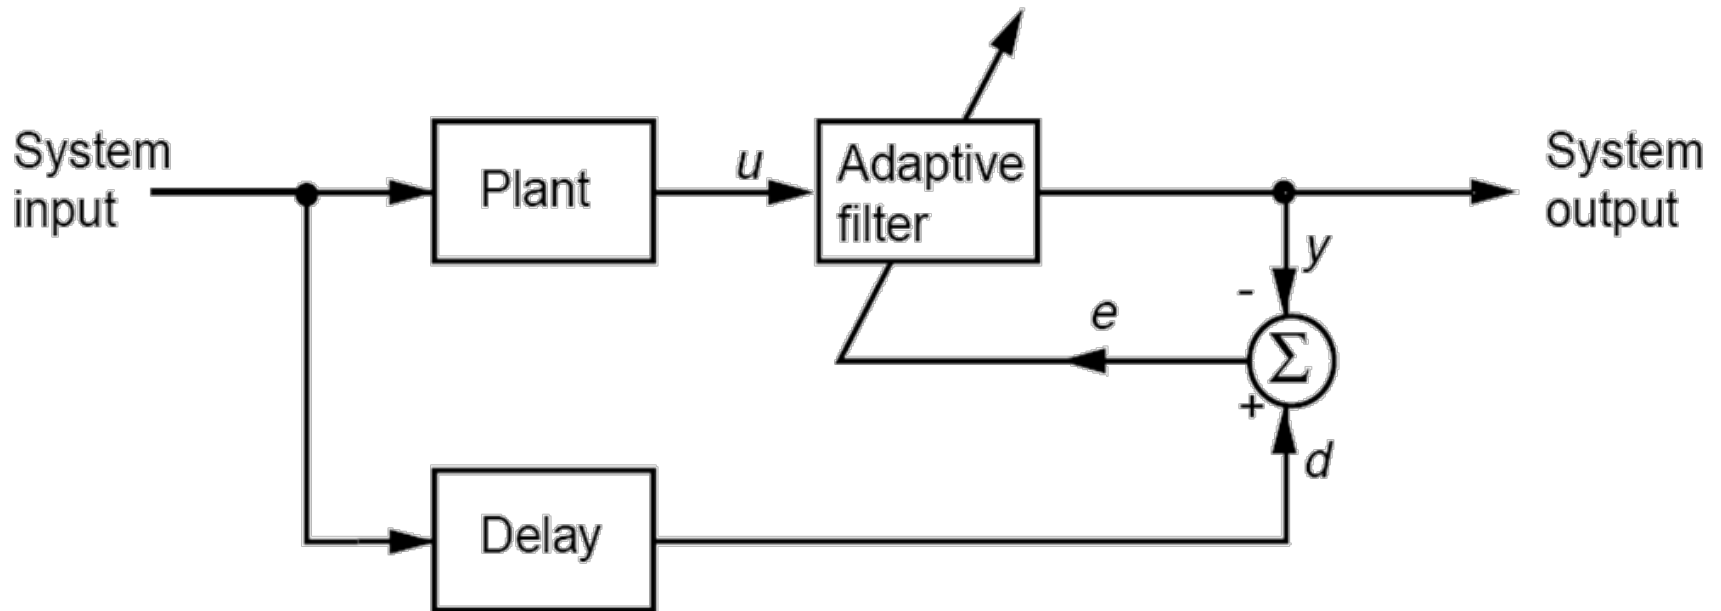 System
input
Plant
u
Adaptive
filter
System
output
y
-
e
Σ
+
d
Delay